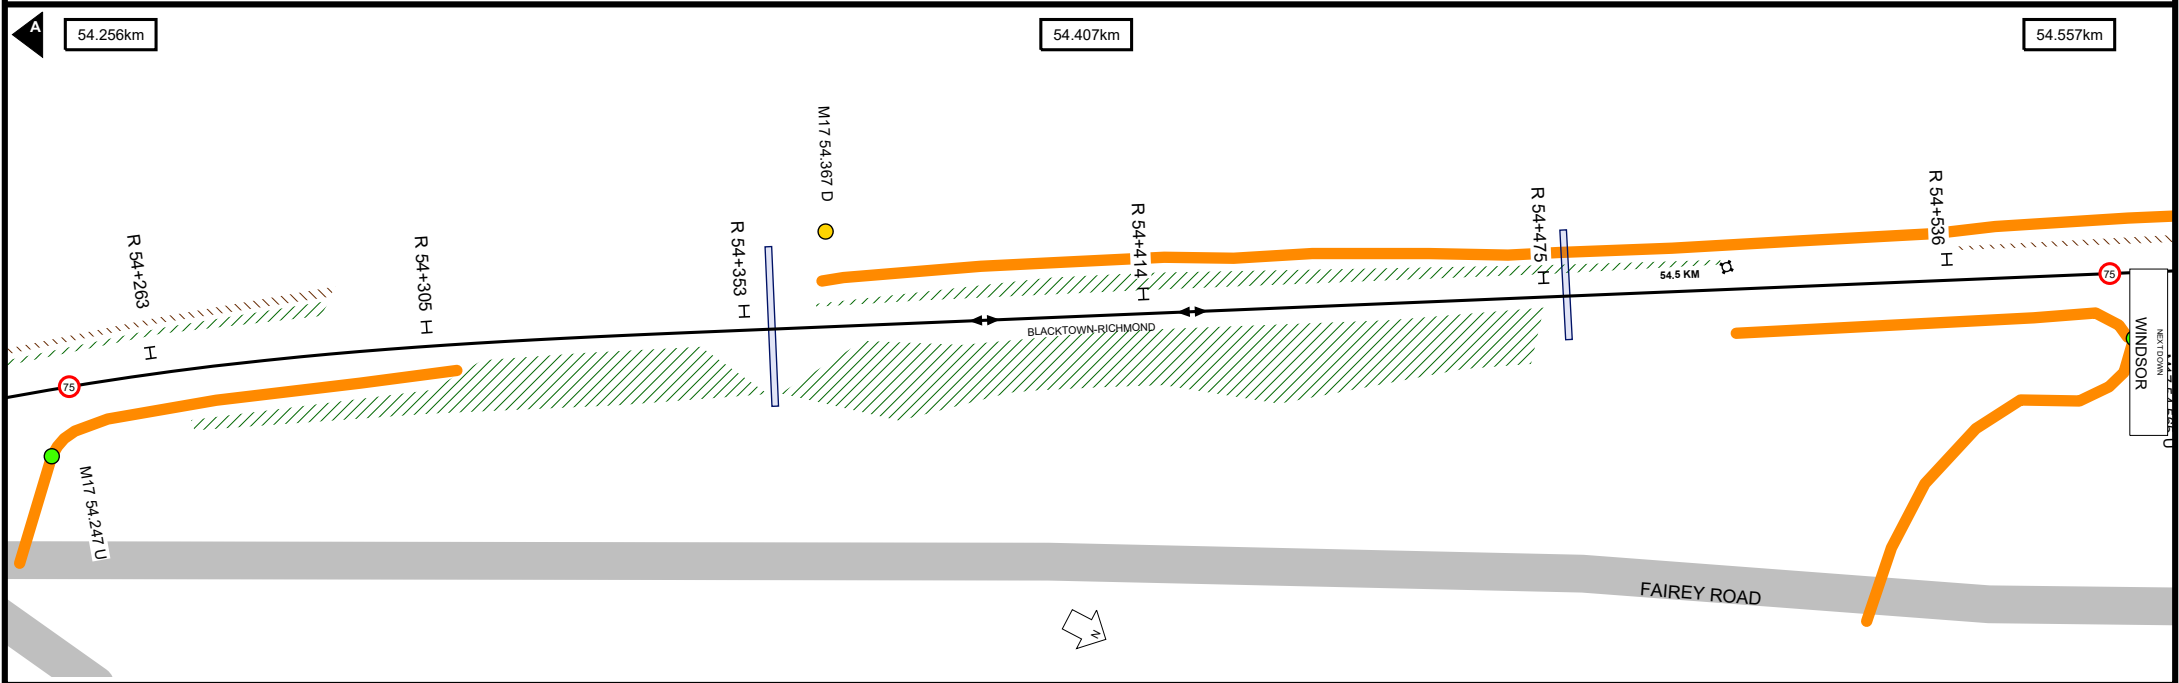 A
54.256km
54.407km
54.557km
M17 54.367 D
R 54+263
R 54+305
R 54+353
R 54+414
R 54+475
R 54+536
54.5 KM
BLACKTOWN-RICHMOND
75
75
NEXT DOWN
WINDSOR
M17 54.247 U
FAIREY ROAD
N